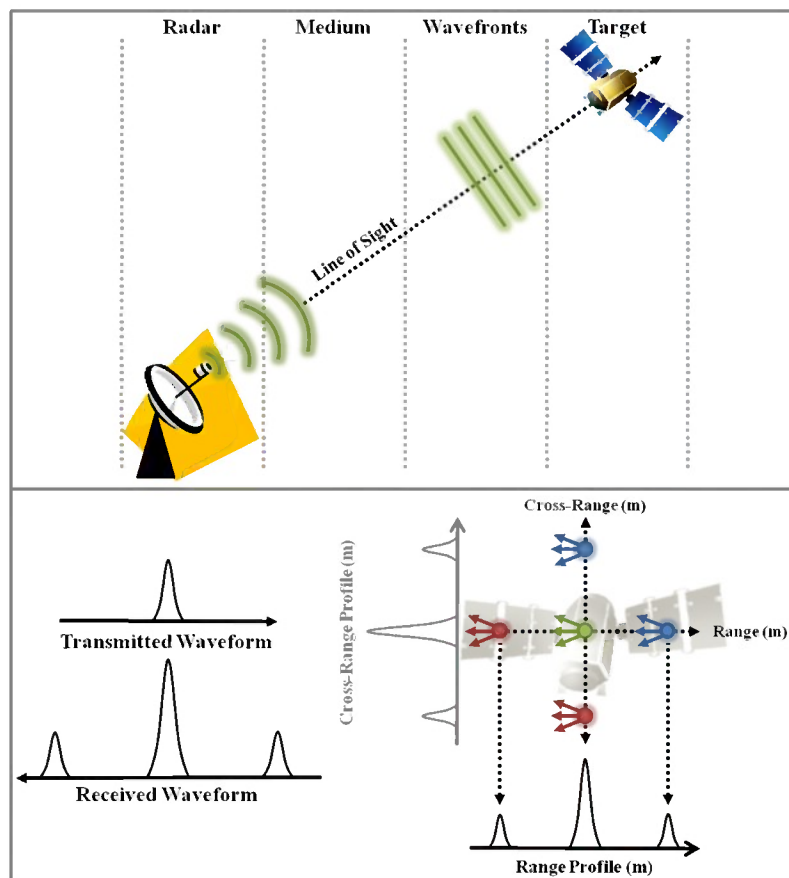 Radar Medium Wavefronts Target
Line of Sight
Cross-Range (m)
Cross-Range Profile (m)
Transmitted Waveform
Range (m)
Received Waveform
Range Profile (m)